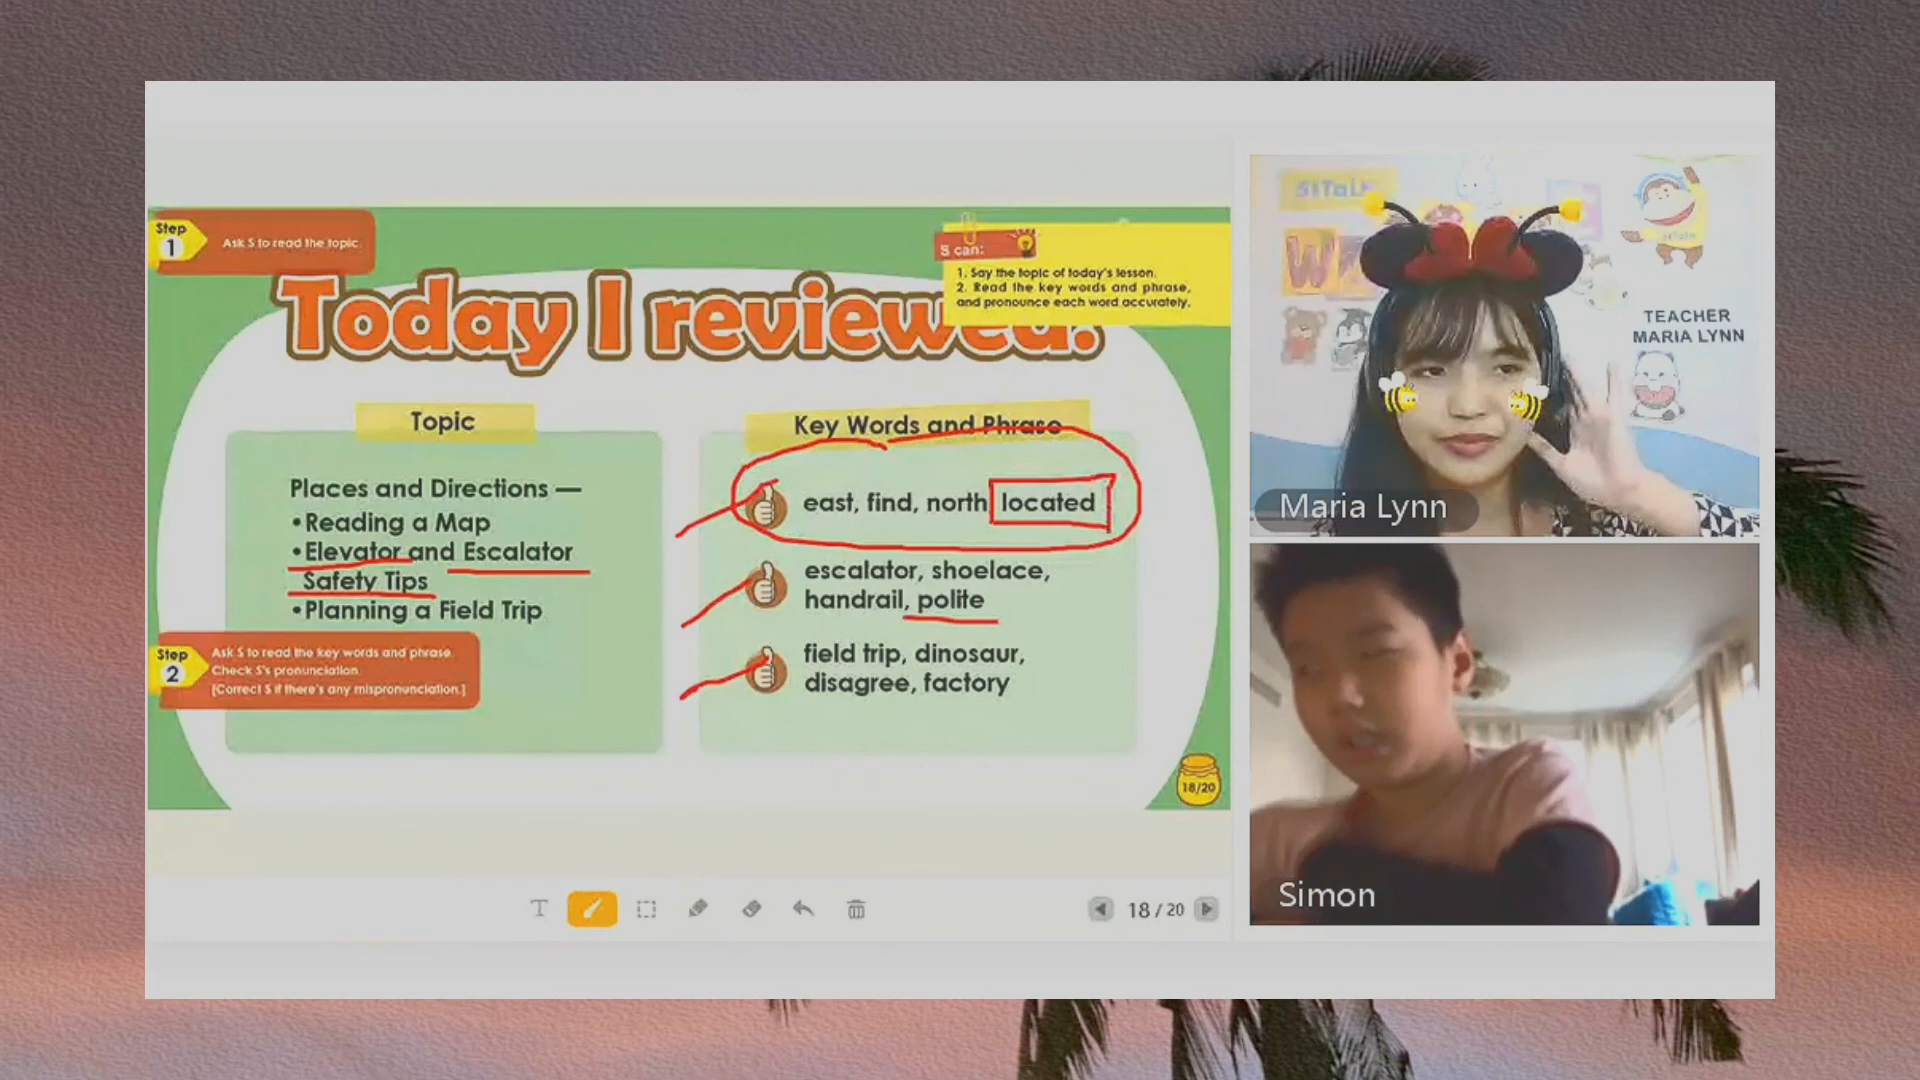 Step
1
Ask S to read the topic.
S can:
1. Say the topic of today's lesson.
2. Read the key words and phrase,
and pronounce each word accurately.
Today I reviewed:
Topic
Places and Directions —
•Reading a Map
•Elevator and Escalator
Safety Tips
•Planning a Field Trip
Key Words and Phrase
east, find, north located
escalator, shoelace,
handrail, polite
field trip, dinosaur,
disagree, factory
Step
2
Ask S to read the key words and phrase.
Check S's pronunciation.
[Correct S if there's any mispronunciation.]
18/20
T
18 / 20
51Talk
TEACHER
MARIA LYNN
Maria Lynn
Simon